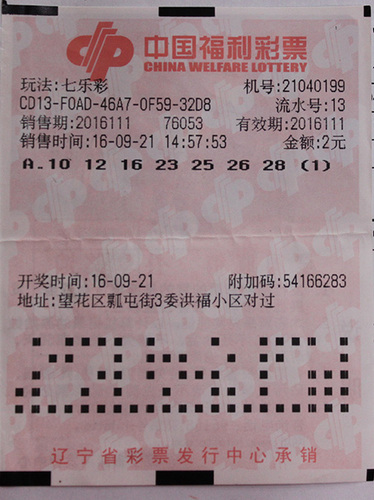 中国福利彩票
CHINA WELFARE LOTTERY
玩法:七乐彩 机号:21040199
CD13-F0AD-46A7-0F59-32D8 流水号:13
销售期:2016111 76053 有效期:2016111
销售时间:16-09-21 14:57:53 金额:2元
A.10 12 16 23 25 26 28 (1)
开奖时间:16-09-21 附加码:54166283
地址:望花区瓢屯街3委洪福小区对过
辽宁省彩票发行中心承销